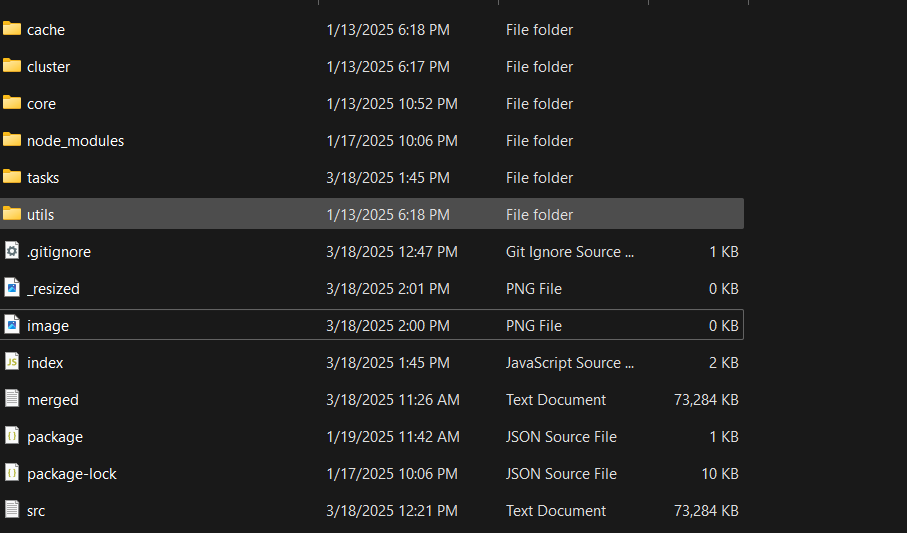 cache 1/13/2025 6:18 PM File folder
cluster 1/13/2025 6:17 PM File folder
core 1/13/2025 10:52 PM File folder
node_modules 1/17/2025 10:06 PM File folder
tasks 3/18/2025 1:45 PM File folder
utils 1/13/2025 6:18 PM File folder
.gitignore 3/18/2025 12:47 PM Git Ignore Source ... 1 KB
_resized 3/18/2025 2:01 PM PNG File 0 KB
image 3/18/2025 2:00 PM PNG File 0 KB
index 3/18/2025 1:45 PM JavaScript Source ... 2 KB
merged 3/18/2025 11:26 AM Text Document 73,284 KB
package 1/19/2025 11:42 AM JSON Source File 1 KB
package-lock 1/17/2025 10:06 PM JSON Source File 10 KB
src 3/18/2025 12:21 PM Text Document 73,284 KB